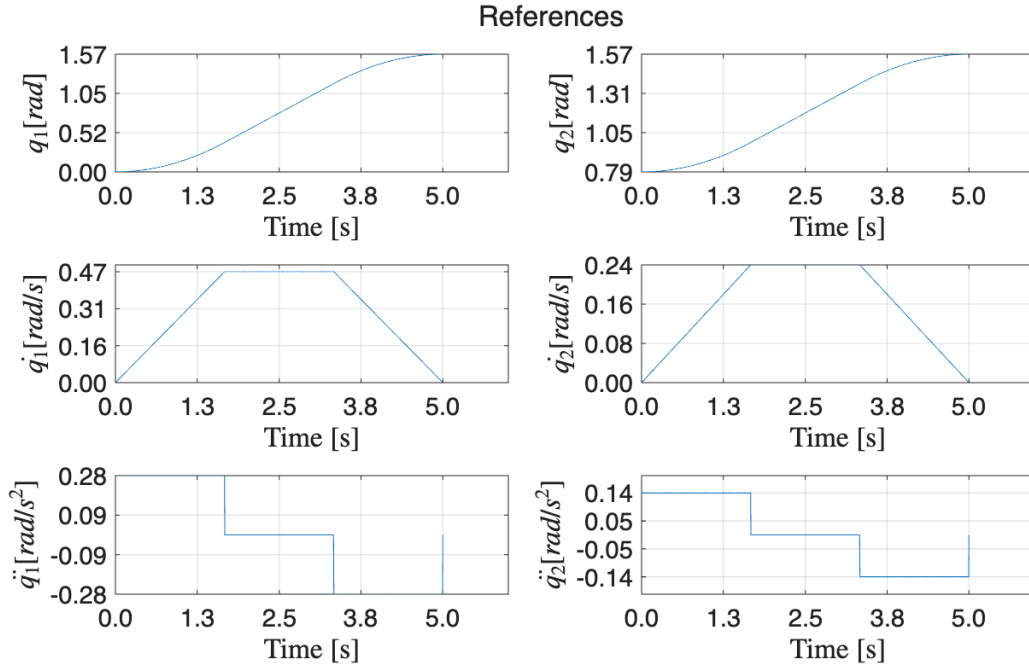 References
1.57
1.05
0.52
0.00
q₁[rad]
0.0 1.3 2.5 3.8 5.0
Time [s]
1.57
1.31
1.05
0.79
q₂[rad]
0.0 1.3 2.5 3.8 5.0
Time [s]
0.47
0.31
0.16
0.00
q̇₁[rad/s]
0.0 1.3 2.5 3.8 5.0
Time [s]
0.24
0.16
0.08
0.00
q̇₂[rad/s]
0.0 1.3 2.5 3.8 5.0
Time [s]
0.28
0.09
-0.09
-0.28
q̈₁[rad/s²]
0.0 1.3 2.5 3.8 5.0
Time [s]
0.14
0.05
-0.05
-0.14
q̈₂[rad/s²]
0.0 1.3 2.5 3.8 5.0
Time [s]